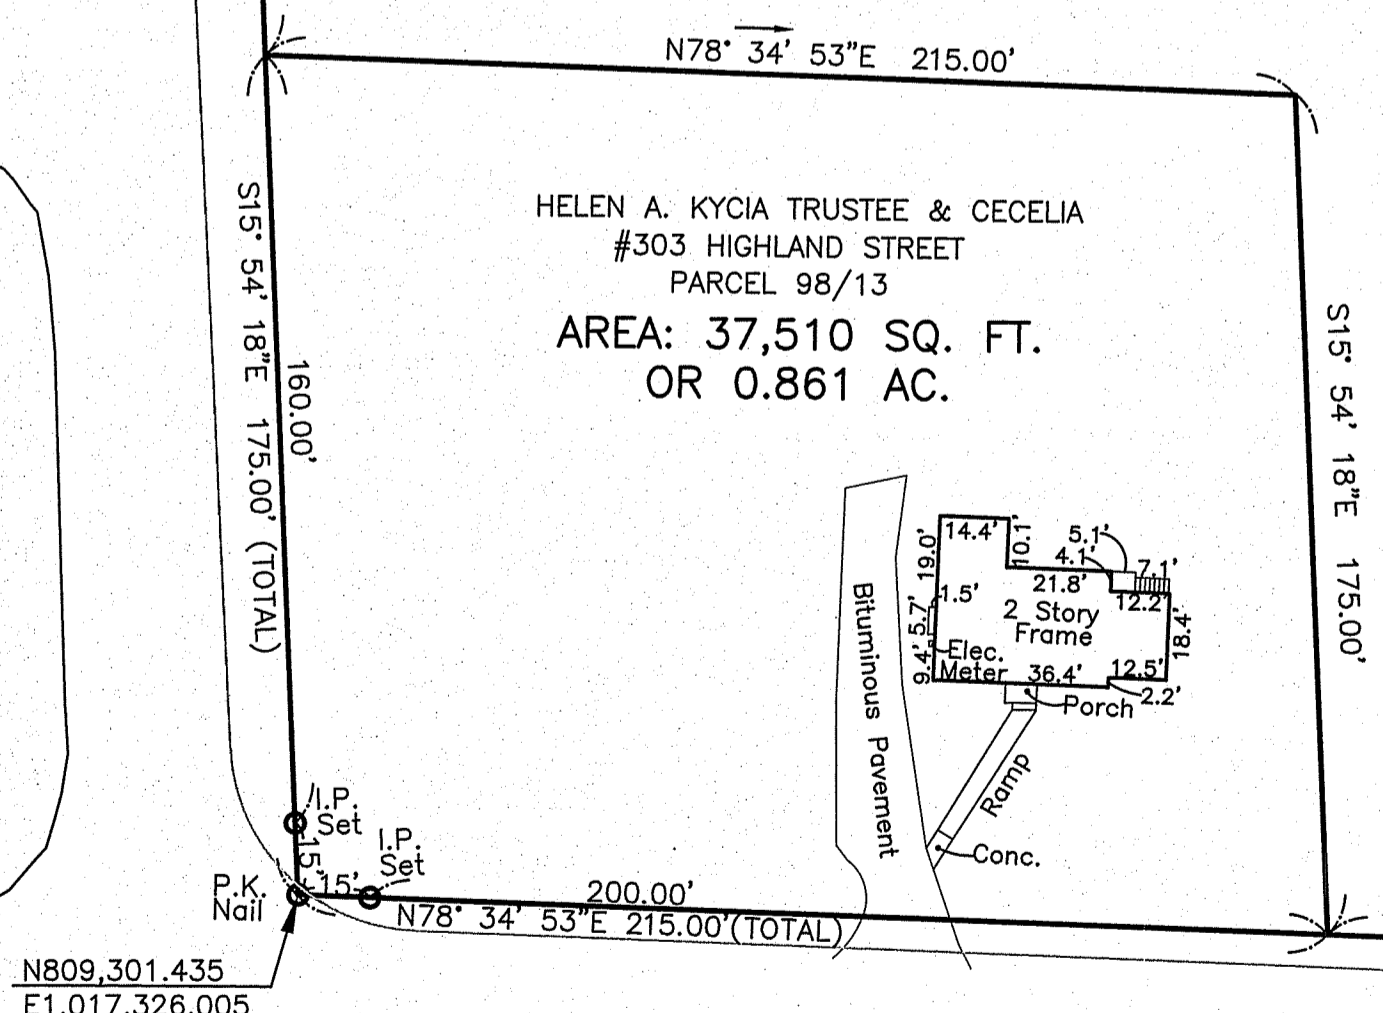 N78° 34' 53"E 215.00'
S15° 54' 18"E 175.00' (TOTAL)
160.00'
HELEN A. KYCIA TRUSTEE & CECELIA
#303 HIGHLAND STREET
PARCEL 98/13
AREA: 37,510 SQ. FT.
OR 0.861 AC.
S15° 54' 18"E 175.00'
Bituminous Pavement
14.4'
10.1'
19.0'
5.1'
4.1'
7.1'
21.8'
12.2'
1.5'
5.7'
2 Story
Frame
18.4'
9.4'
Elec.
Meter
36.4'
12.5'
2.2'
Porch
Ramp
Conc.
I.P.
Set
15'
I.P.
Set
15'
P.K.
Nail
200.00'
N78° 34' 53"E 215.00'(TOTAL)
N809,301.435
E1,017,326.005